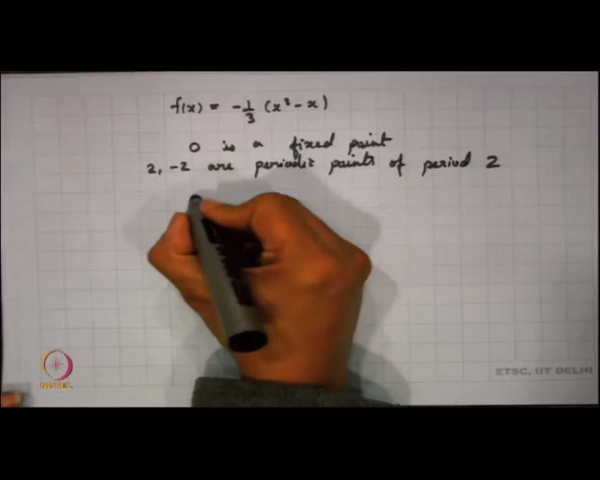 f(x) = -1/3 (x³ - x)
0 is a fixed point
2, -2 are periodic points of period 2
ETSC, IIT DELHI